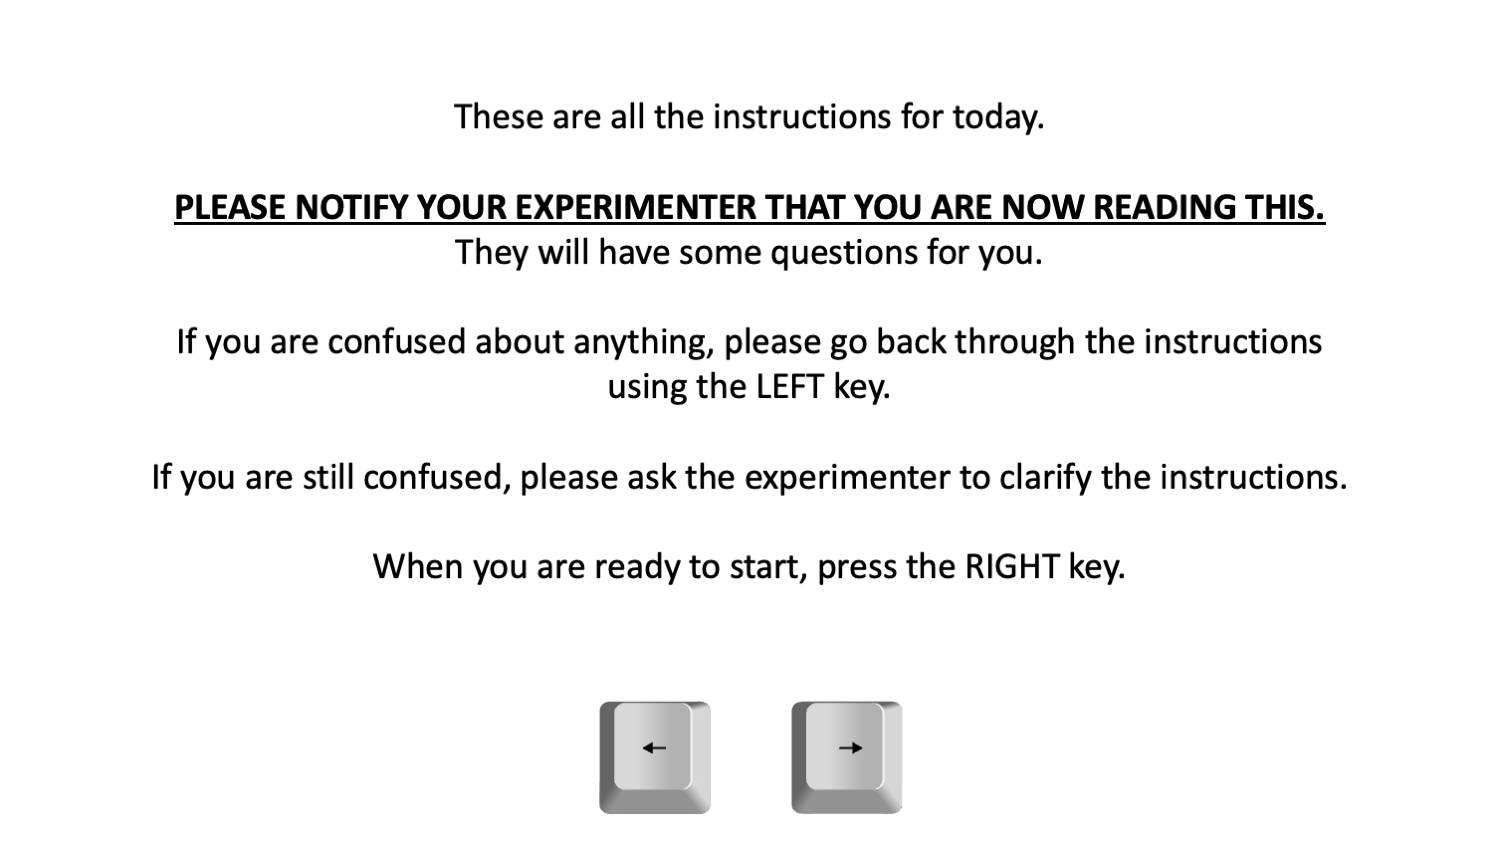 These are all the instructions for today.
PLEASE NOTIFY YOUR EXPERIMENTER THAT YOU ARE NOW READING THIS.
They will have some questions for you.
If you are confused about anything, please go back through the instructions
using the LEFT key.
If you are still confused, please ask the experimenter to clarify the instructions.
When you are ready to start, press the RIGHT key.
← →